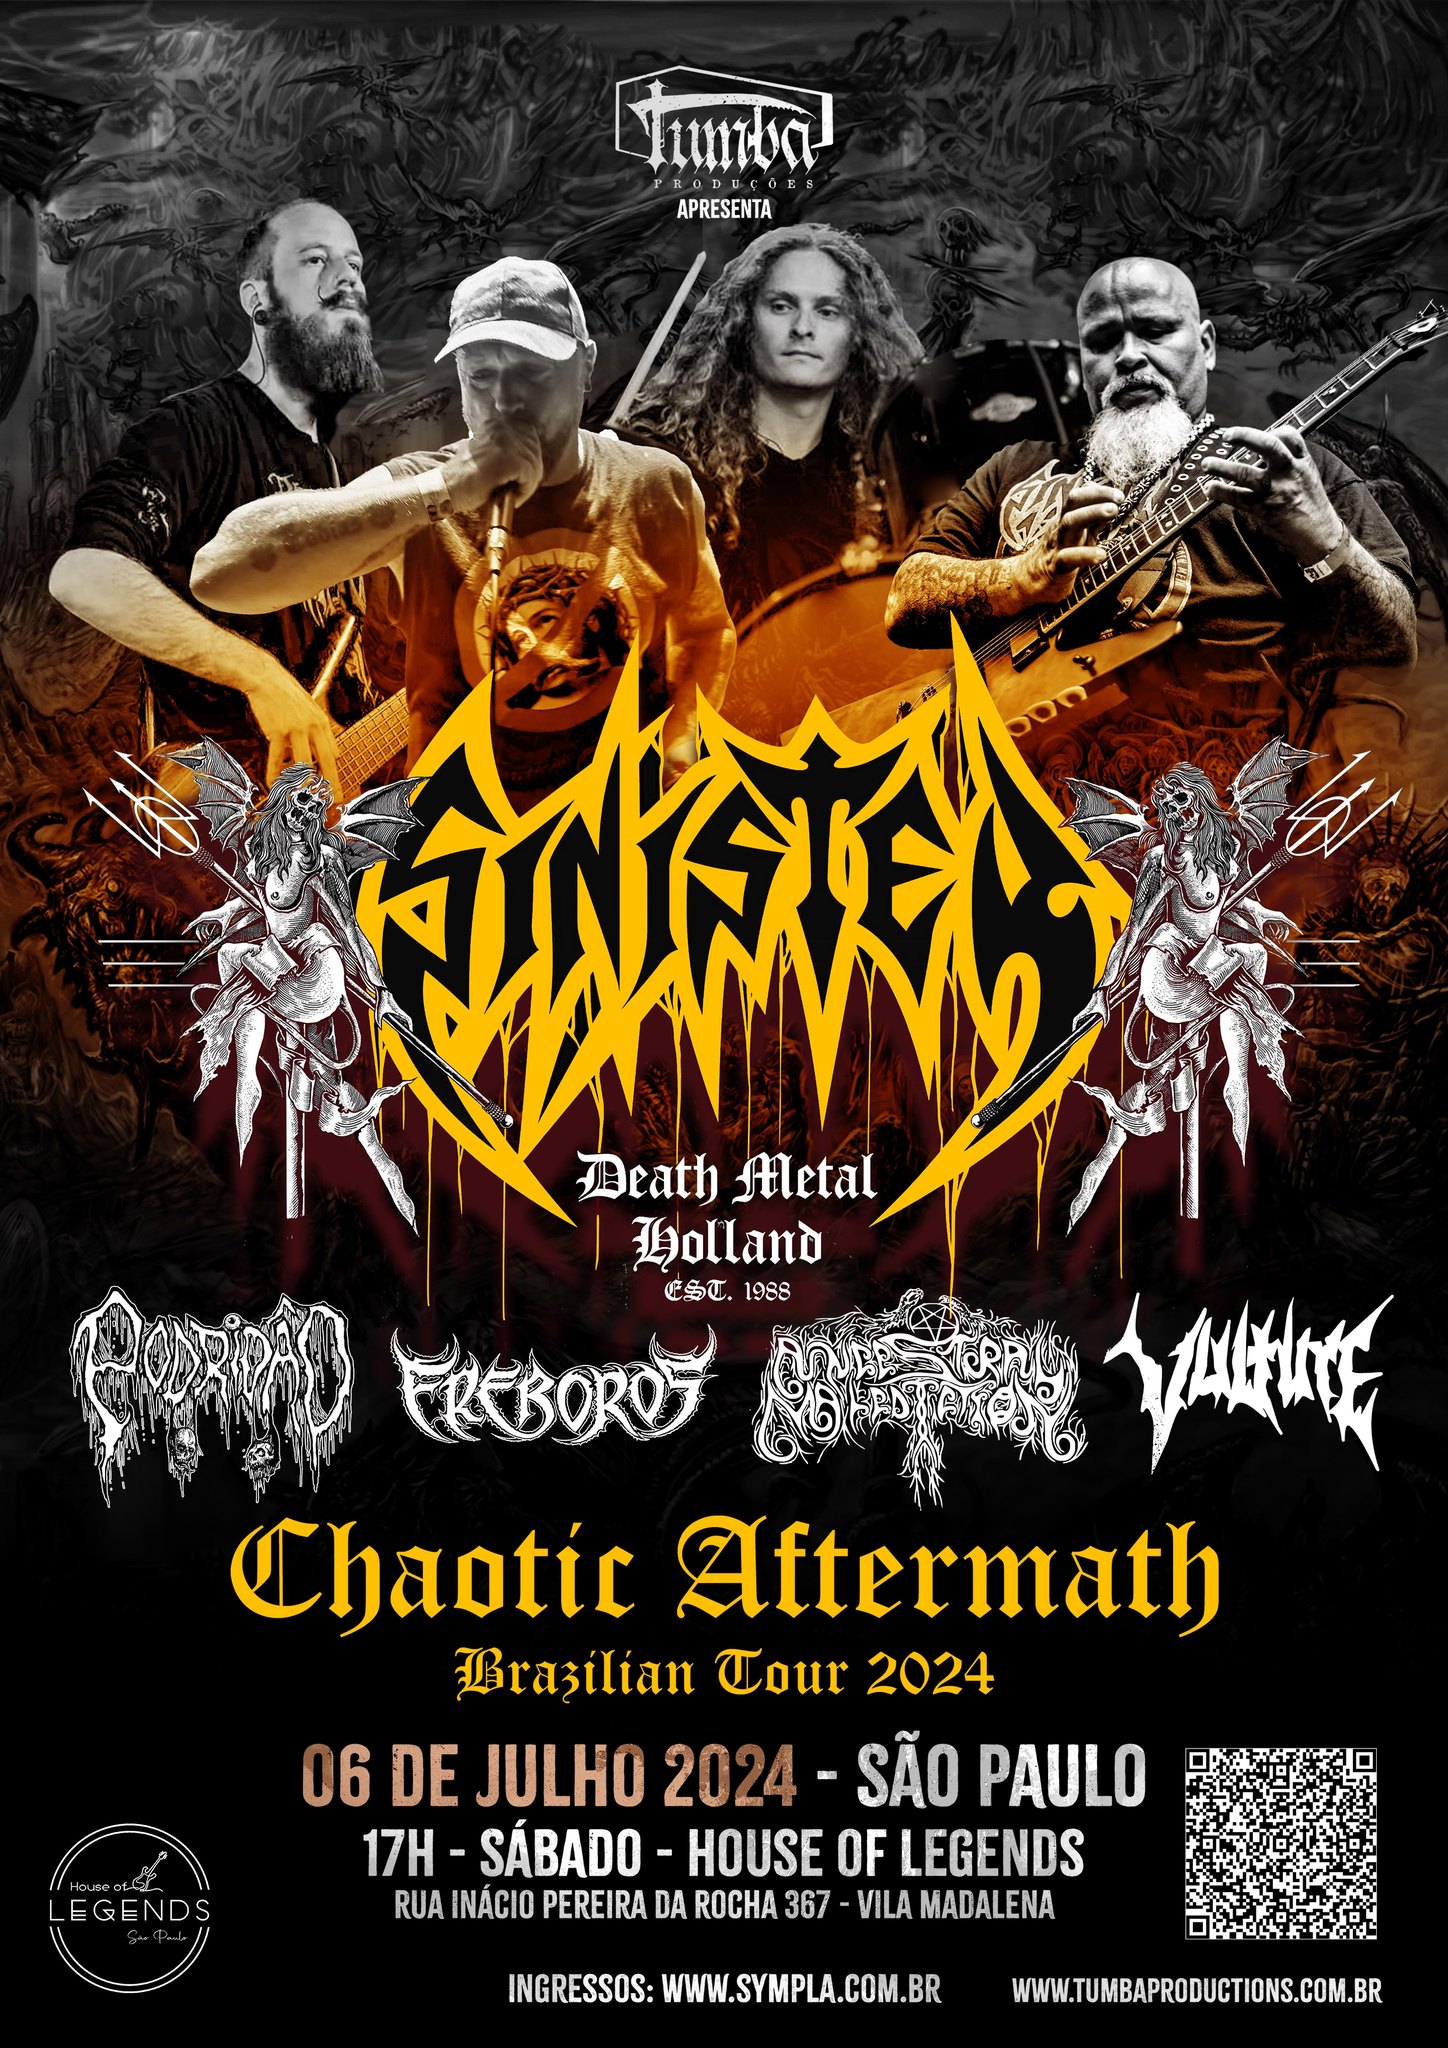 Tumba
PRODUÇÕES
APRESENTA
SINISTER
Death Metal
Holland
EST. 1988
PODRIDÃO
EREBOROS
ANCESTRAL
MALEDICTION
VULTURE
Chaotic Aftermath
Brazilian Tour 2024
06 DE JULHO 2024 - SÃO PAULO
17H - SÁBADO - HOUSE OF LEGENDS
RUA INÁCIO PEREIRA DA ROCHA 367 - VILA MADALENA
House of
LEGENDS
São Paulo
INGRESSOS: WWW.SYMPLA.COM.BR
WWW.TUMBAPRODUCTIONS.COM.BR